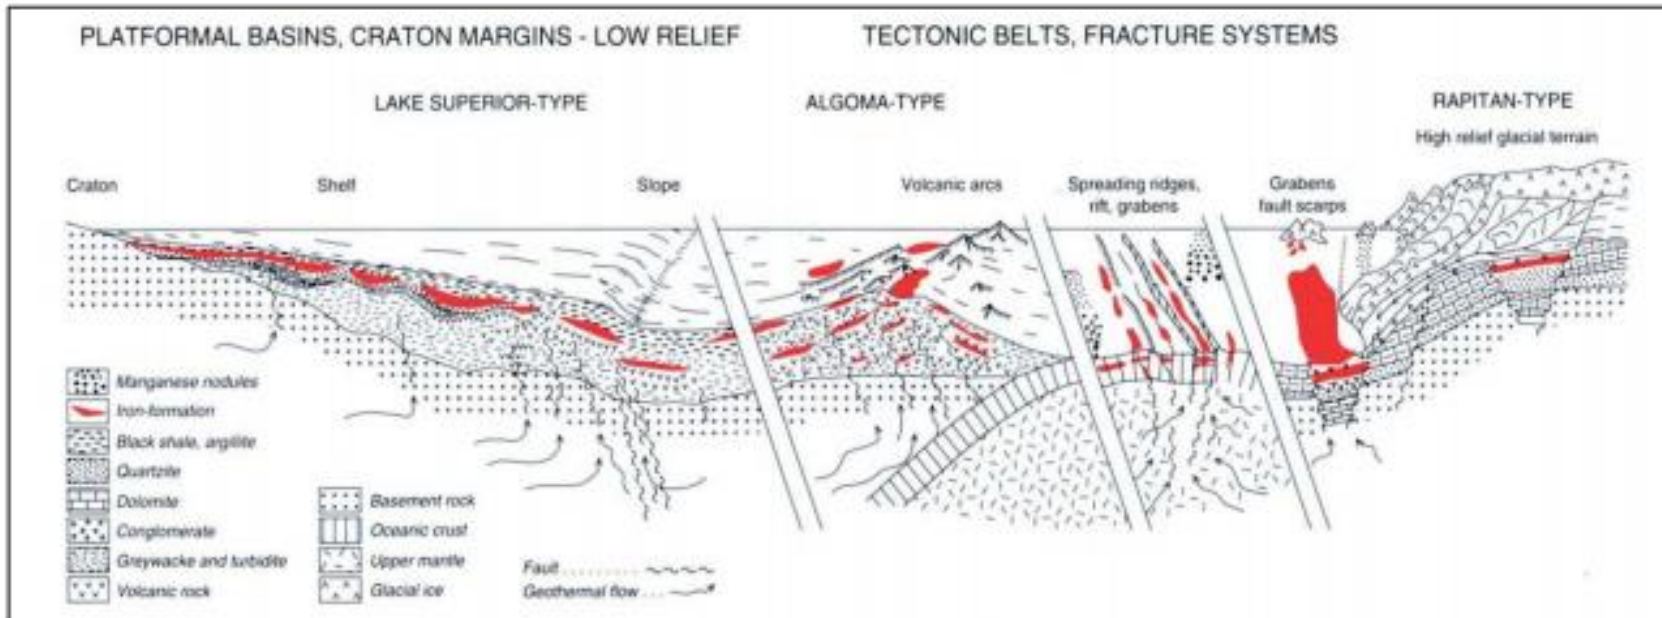 PLATFORMAL BASINS, CRATON MARGINS - LOW RELIEF
TECTONIC BELTS, FRACTURE SYSTEMS
LAKE SUPERIOR-TYPE
ALGOMA-TYPE
RAPITAN-TYPE
High relief glacial terrain
Craton
Shelf
Slope
Volcanic arcs
Spreading ridges,
rift, grabens
Grabens
fault scarps
Manganese nodules
Iron-formation
Black shale, argillite
Quartzite
Dolomite
Conglomerate
Greywacke and turbidite
Volcanic rock
Basement rock
Oceanic crust
Upper mantle
Glacial ice
Fault ..........
Geothermal flow ...